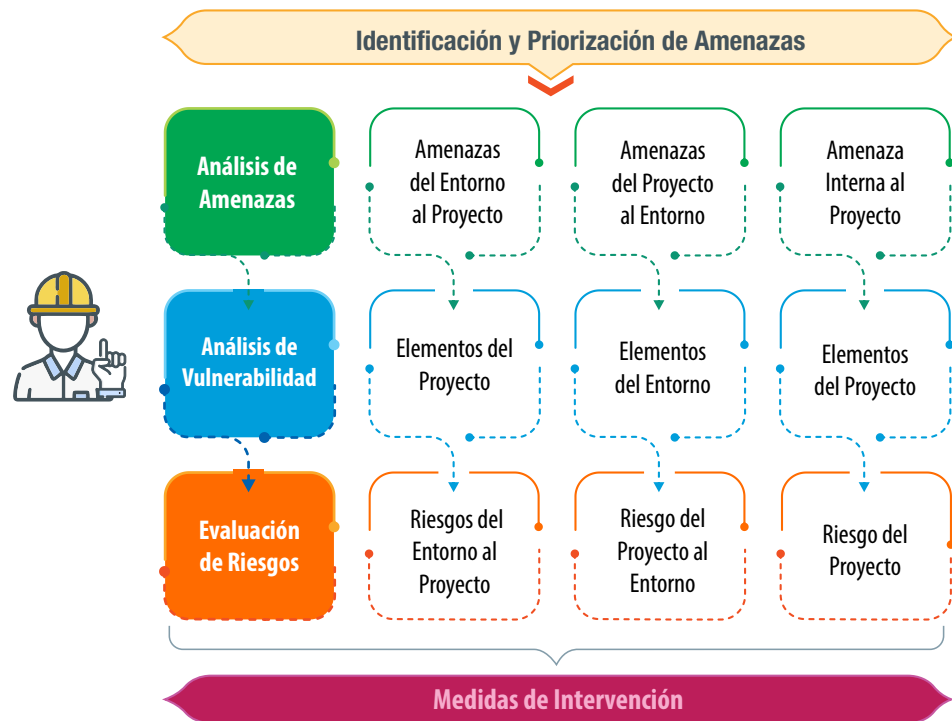 Identificación y Priorización de Amenazas
Análisis de
Amenazas
Amenazas
del Entorno
al Proyecto
Amenazas
del Proyecto
al Entorno
Amenaza
Interna al
Proyecto
Análisis de
Vulnerabilidad
Elementos del
Proyecto
Elementos
del Entorno
Elementos
del Proyecto
Evaluación
de Riesgos
Riesgos del
Entorno al
Proyecto
Riesgo del
Proyecto al
Entorno
Riesgo del
Proyecto
Medidas de Intervención